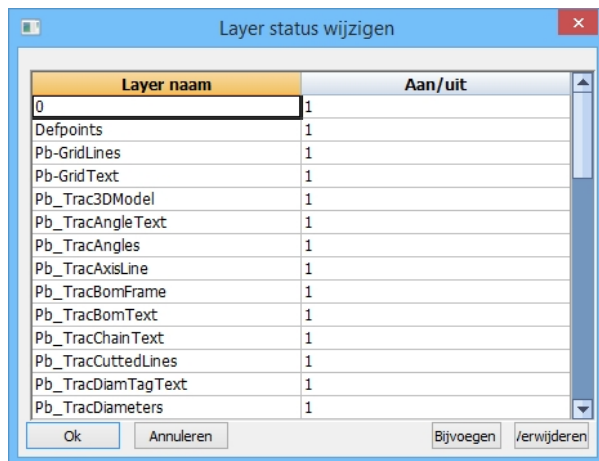 Layer status wijzigen
Layer naam Aan/uit
0 1
Defpoints 1
Pb-GridLines 1
Pb-GridText 1
Pb_Trac3DModel 1
Pb_TracAngleText 1
Pb_TracAngles 1
Pb_TracAxisLine 1
Pb_TracBomFrame 1
Pb_TracBomText 1
Pb_TracChainText 1
Pb_TracCuttedLines 1
Pb_TracDiamTagText 1
Pb_TracDiameters 1
Ok Annuleren Bijvoegen /erwijderen